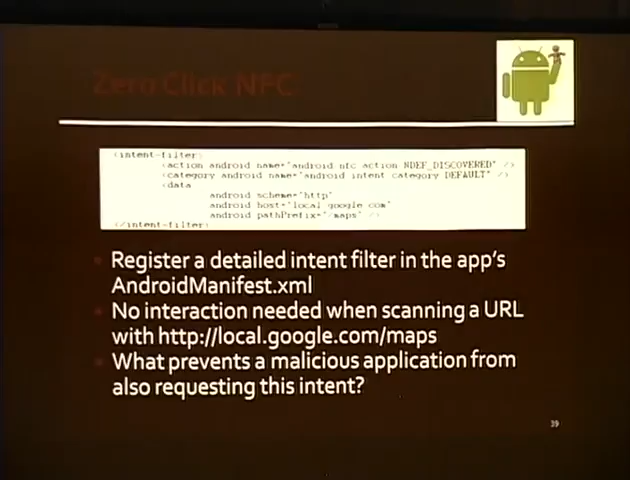 Zero Click NFC
<intent-filter>
<action android name="android nfc action NDEF_DISCOVERED" />
<category android name="android intent category DEFAULT" />
<data
android scheme="http"
android host="local google com"
android pathPrefix="/maps" />
</intent-filter>
Register a detailed intent filter in the app's
AndroidManifest.xml
No interaction needed when scanning a URL
with http://local.google.com/maps
What prevents a malicious application from
also requesting this intent?
39